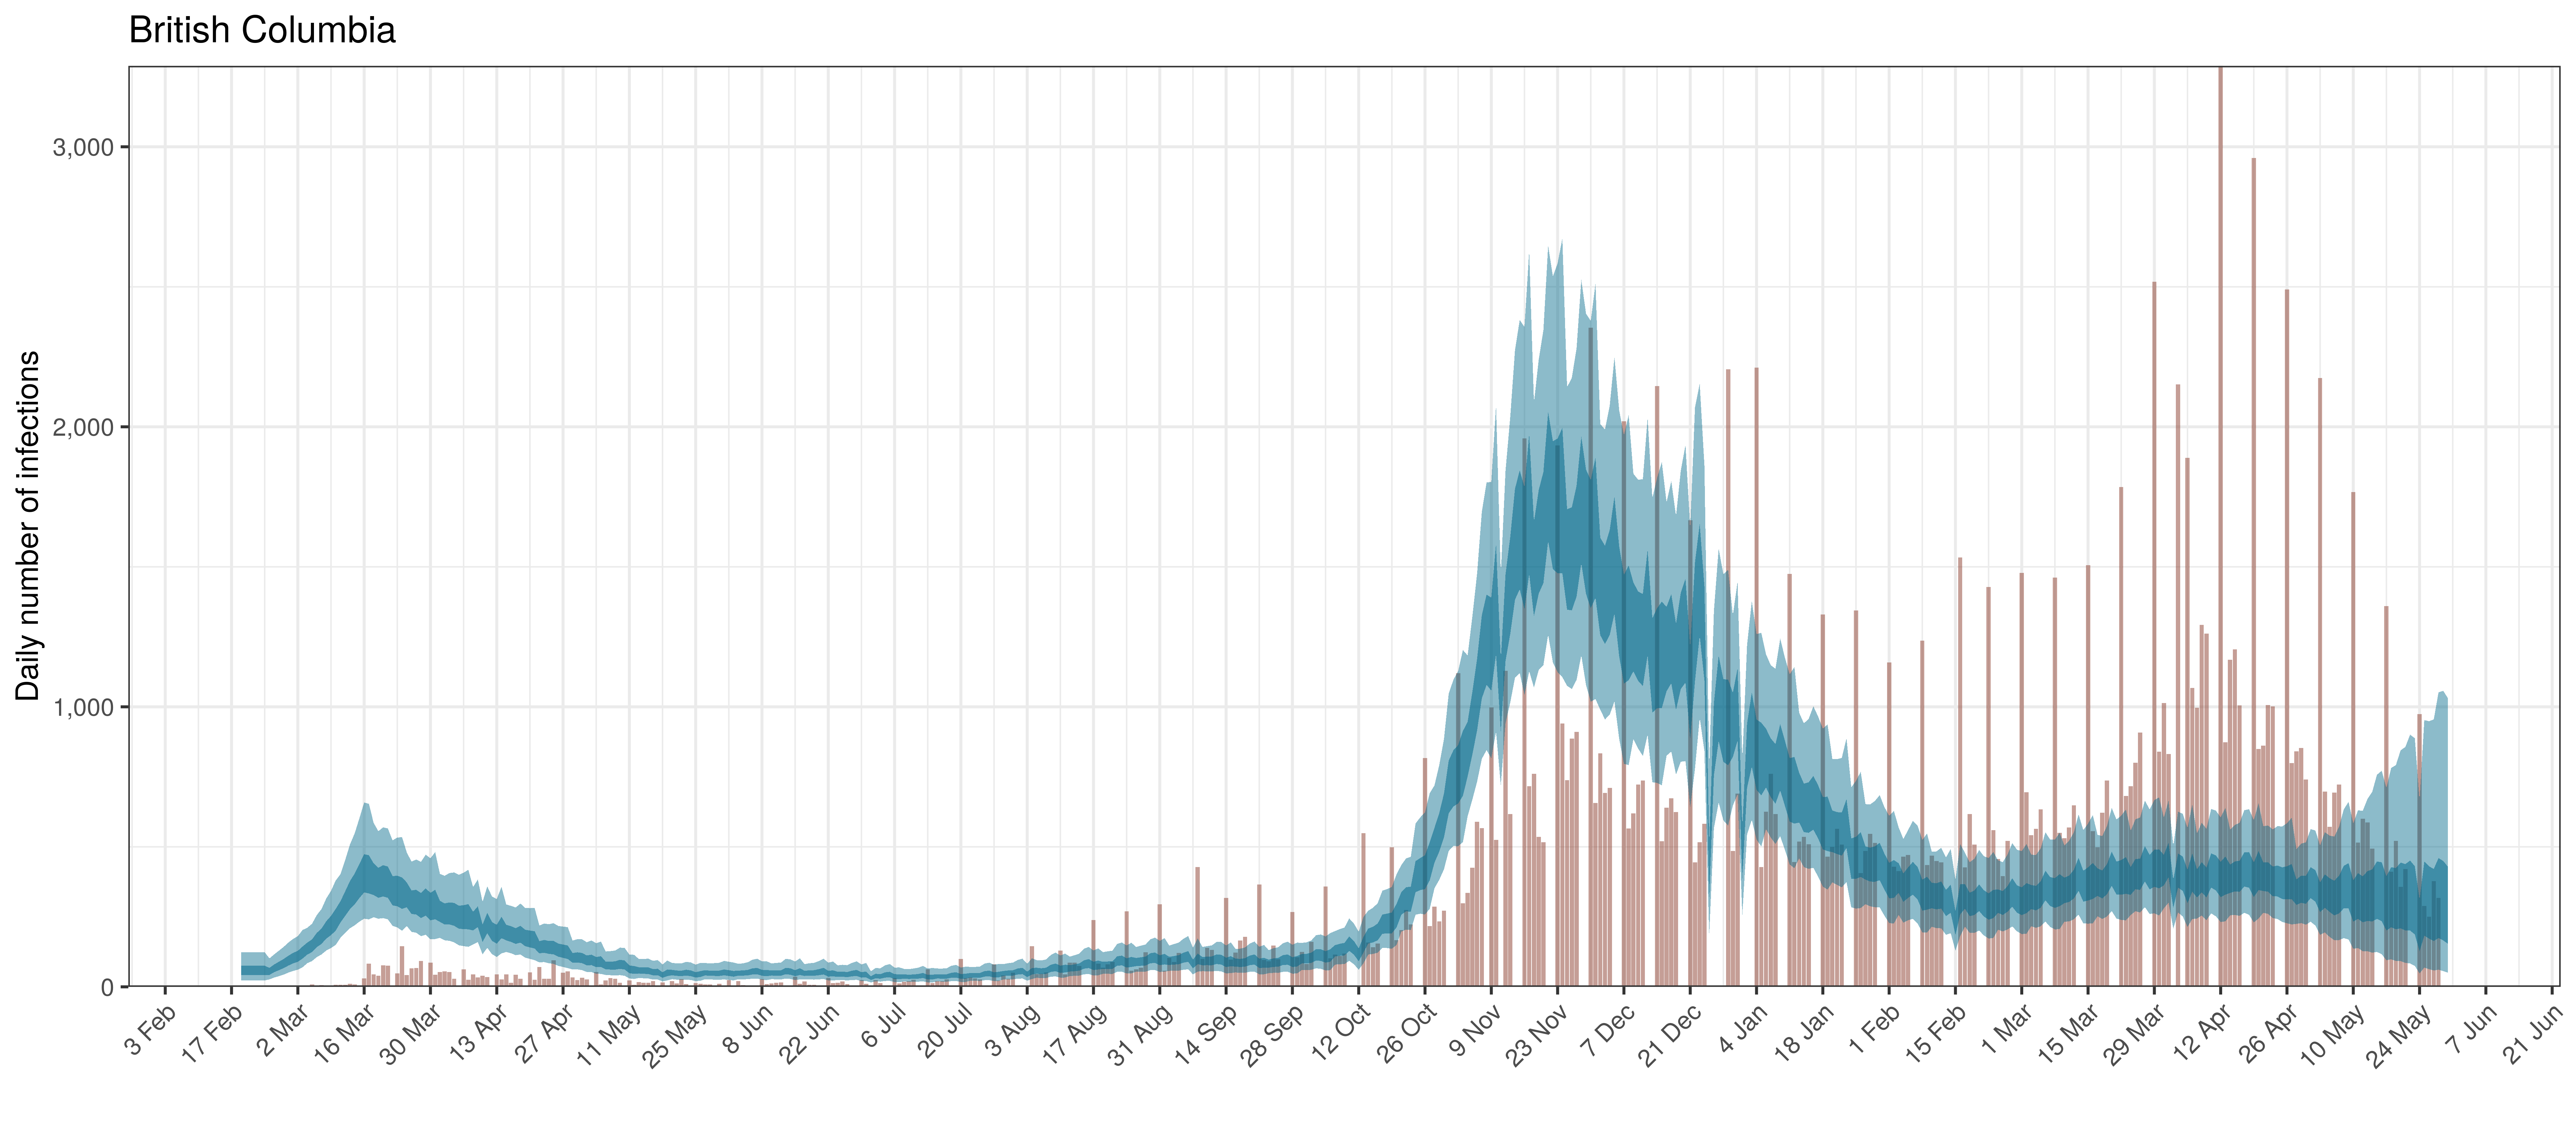 British Columbia
Daily number of infections
3,000
2,000
1,000
0
3 Feb
17 Feb
2 Mar
16 Mar
30 Mar
13 Apr
27 Apr
11 May
25 May
8 Jun
22 Jun
6 Jul
20 Jul
3 Aug
17 Aug
31 Aug
14 Sep
28 Sep
12 Oct
26 Oct
9 Nov
23 Nov
7 Dec
21 Dec
4 Jan
18 Jan
1 Feb
15 Feb
1 Mar
15 Mar
29 Mar
12 Apr
26 Apr
10 May
24 May
7 Jun
21 Jun